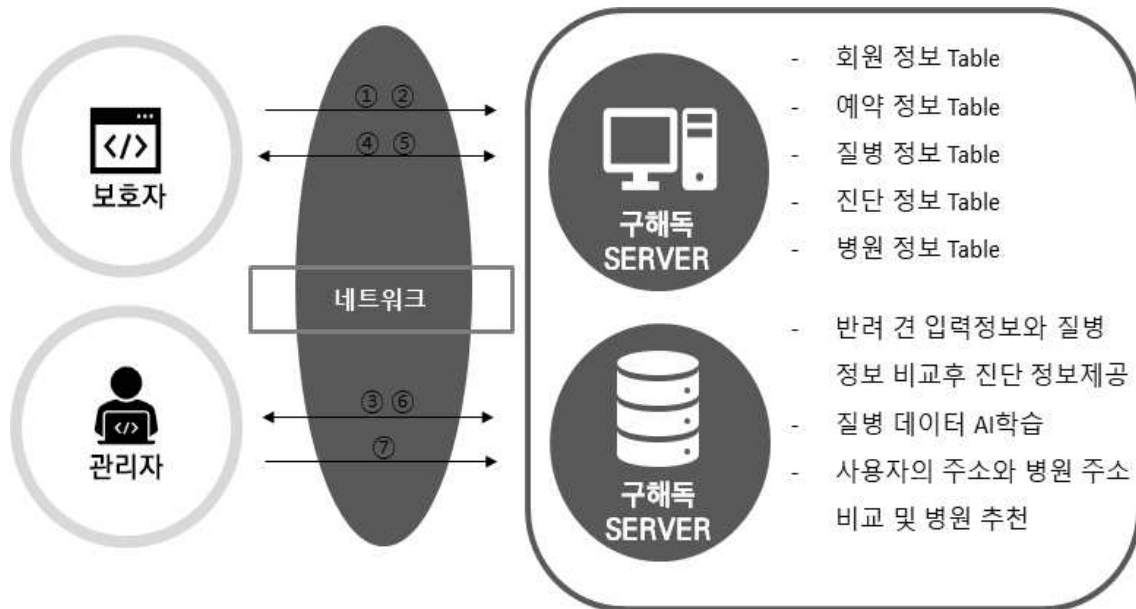 </>
보호자
① ②
④ ⑤
네트워크
</>
관리자
③ ⑥
⑦
구해독
SERVER
- 회원 정보 Table
- 예약 정보 Table
- 질병 정보 Table
- 진단 정보 Table
- 병원 정보 Table
구해독
SERVER
- 반려 견 입력정보와 질병
정보 비교후 진단 정보제공
- 질병 데이터 AI학습
- 사용자의 주소와 병원 주소
비교 및 병원 추천